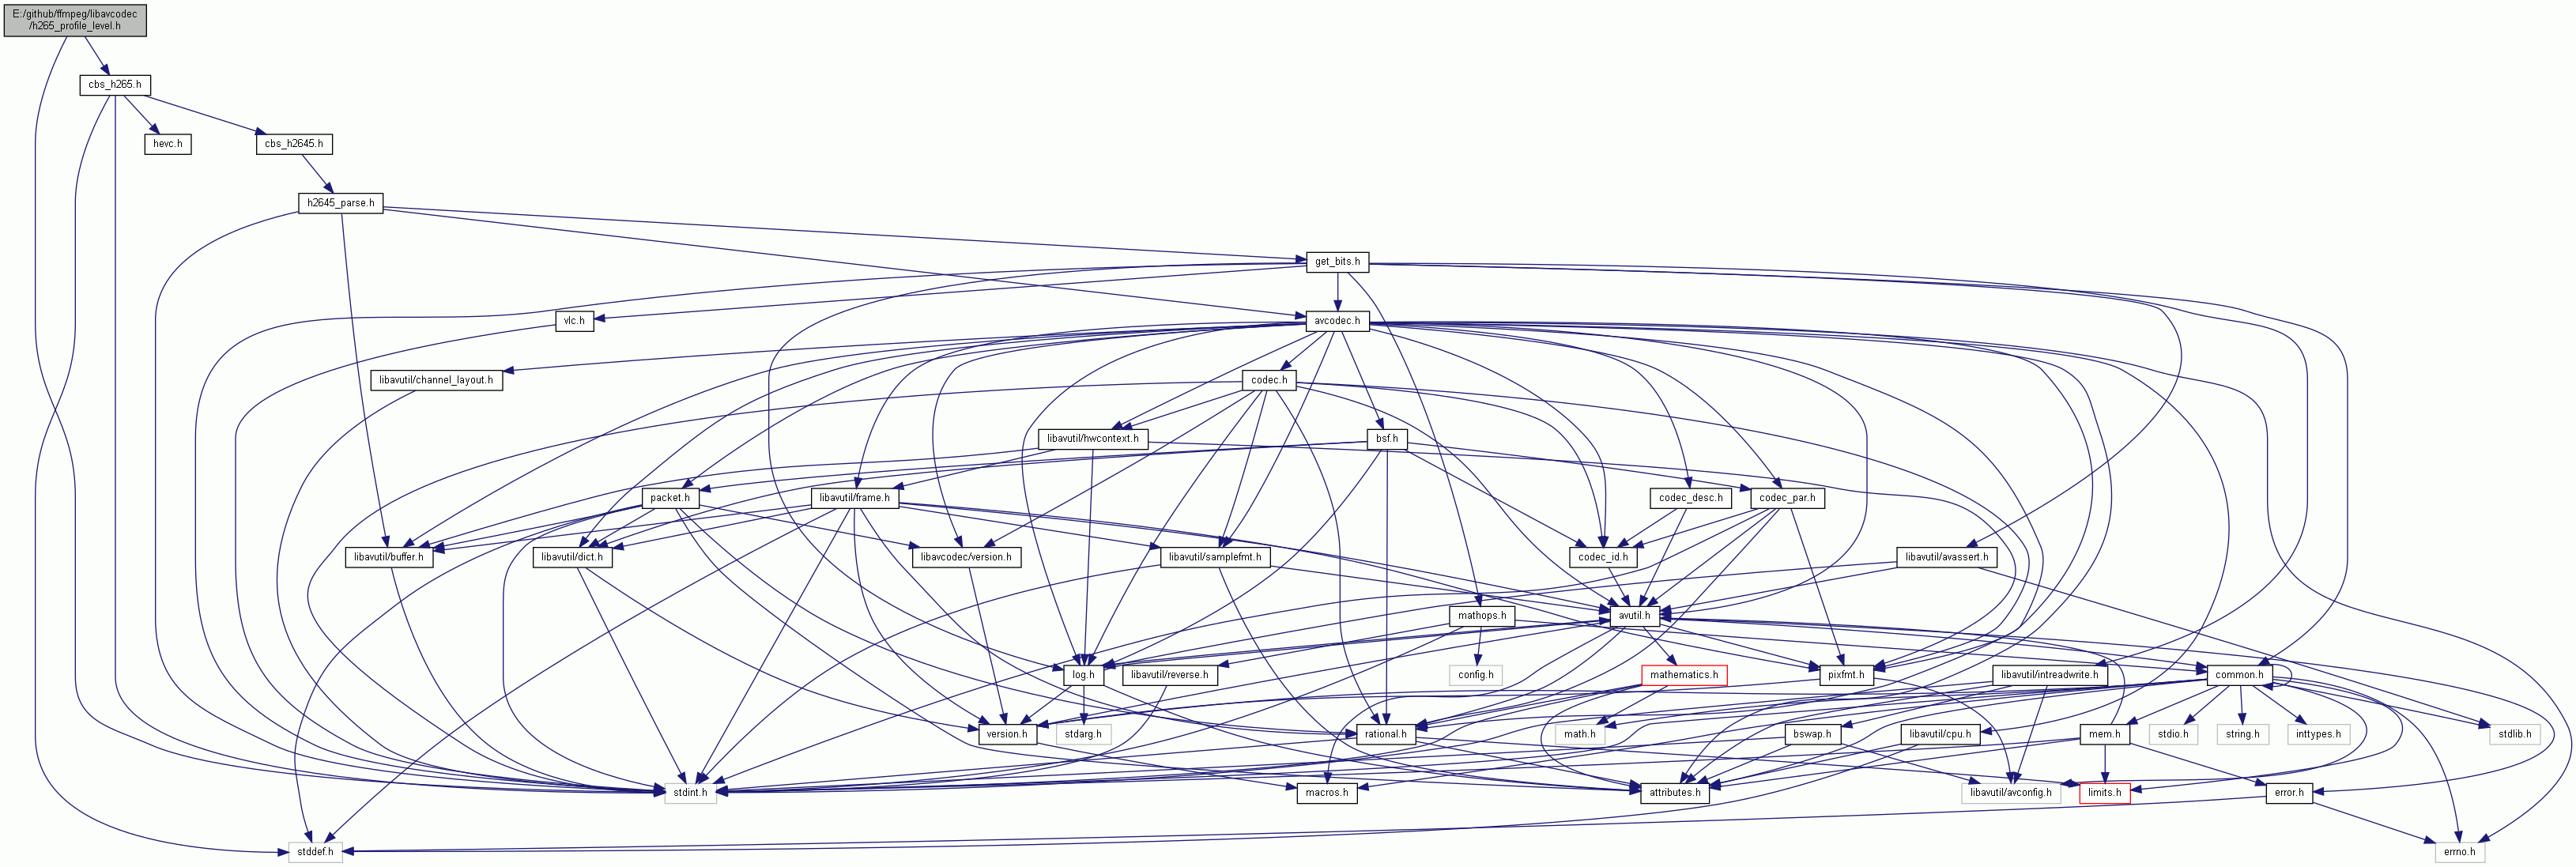 E:/github/ffmpeg/libavcodec
/h265_profile_level.h
cbs_h265.h
hevc.h
cbs_h2645.h
h2645_parse.h
get_bits.h
vlc.h
avcodec.h
libavutil/channel_layout.h
codec.h
libavutil/hwcontext.h
bsf.h
packet.h
libavutil/frame.h
codec_desc.h
codec_par.h
libavutil/buffer.h
libavutil/dict.h
libavcodec/version.h
libavutil/samplefmt.h
codec_id.h
libavutil/avassert.h
mathops.h
avutil.h
log.h
libavutil/reverse.h
config.h
mathematics.h
pixfmt.h
libavutil/intreadwrite.h
common.h
version.h
stdarg.h
rational.h
math.h
bswap.h
libavutil/cpu.h
mem.h
stdio.h
string.h
inttypes.h
stdlib.h
stdint.h
macros.h
attributes.h
libavutil/avconfig.h
limits.h
error.h
stddef.h
errno.h